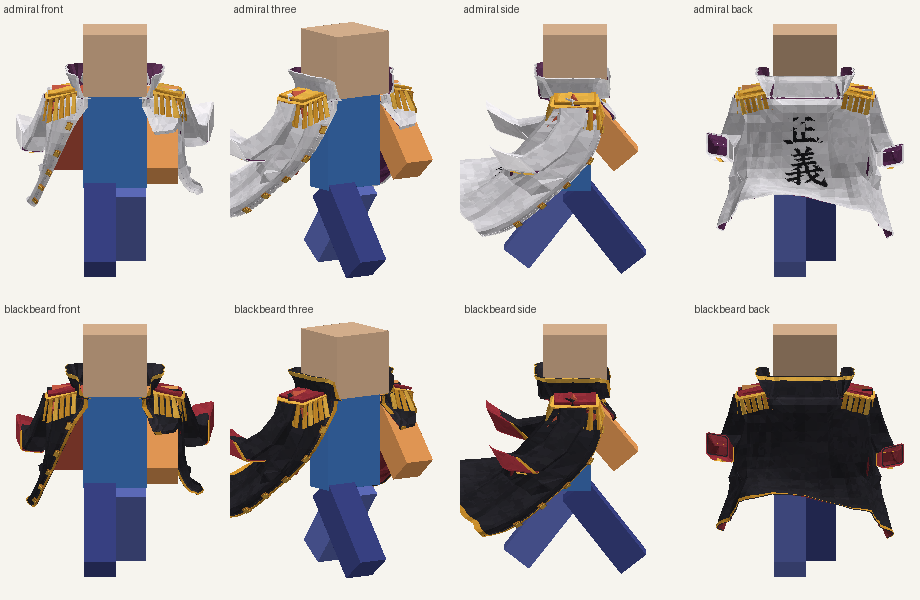 admiral front
admiral three
admiral side
admiral back
正
義
blackbeard front
blackbeard three
blackbeard side
blackbeard back